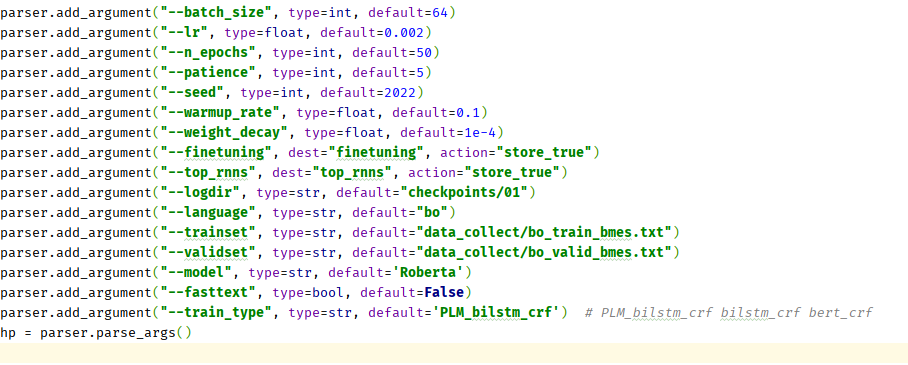 parser.add_argument("--batch_size", type=int, default=64)
parser.add_argument("--lr", type=float, default=0.002)
parser.add_argument("--n_epochs", type=int, default=50)
parser.add_argument("--patience", type=int, default=5)
parser.add_argument("--seed", type=int, default=2022)
parser.add_argument("--warmup_rate", type=float, default=0.1)
parser.add_argument("--weight_decay", type=float, default=1e-4)
parser.add_argument("--finetuning", dest="finetuning", action="store_true")
parser.add_argument("--top_rnns", dest="top_rnns", action="store_true")
parser.add_argument("--logdir", type=str, default="checkpoints/01")
parser.add_argument("--language", type=str, default="bo")
parser.add_argument("--trainset", type=str, default="data_collect/bo_train_bmes.txt")
parser.add_argument("--validset", type=str, default="data_collect/bo_valid_bmes.txt")
parser.add_argument("--model", type=str, default='Roberta')
parser.add_argument("--fasttext", type=bool, default=False)
parser.add_argument("--train_type", type=str, default='PLM_bilstm_crf')  # PLM_bilstm_crf bilstm_crf bert_crf
hp = parser.parse_args()